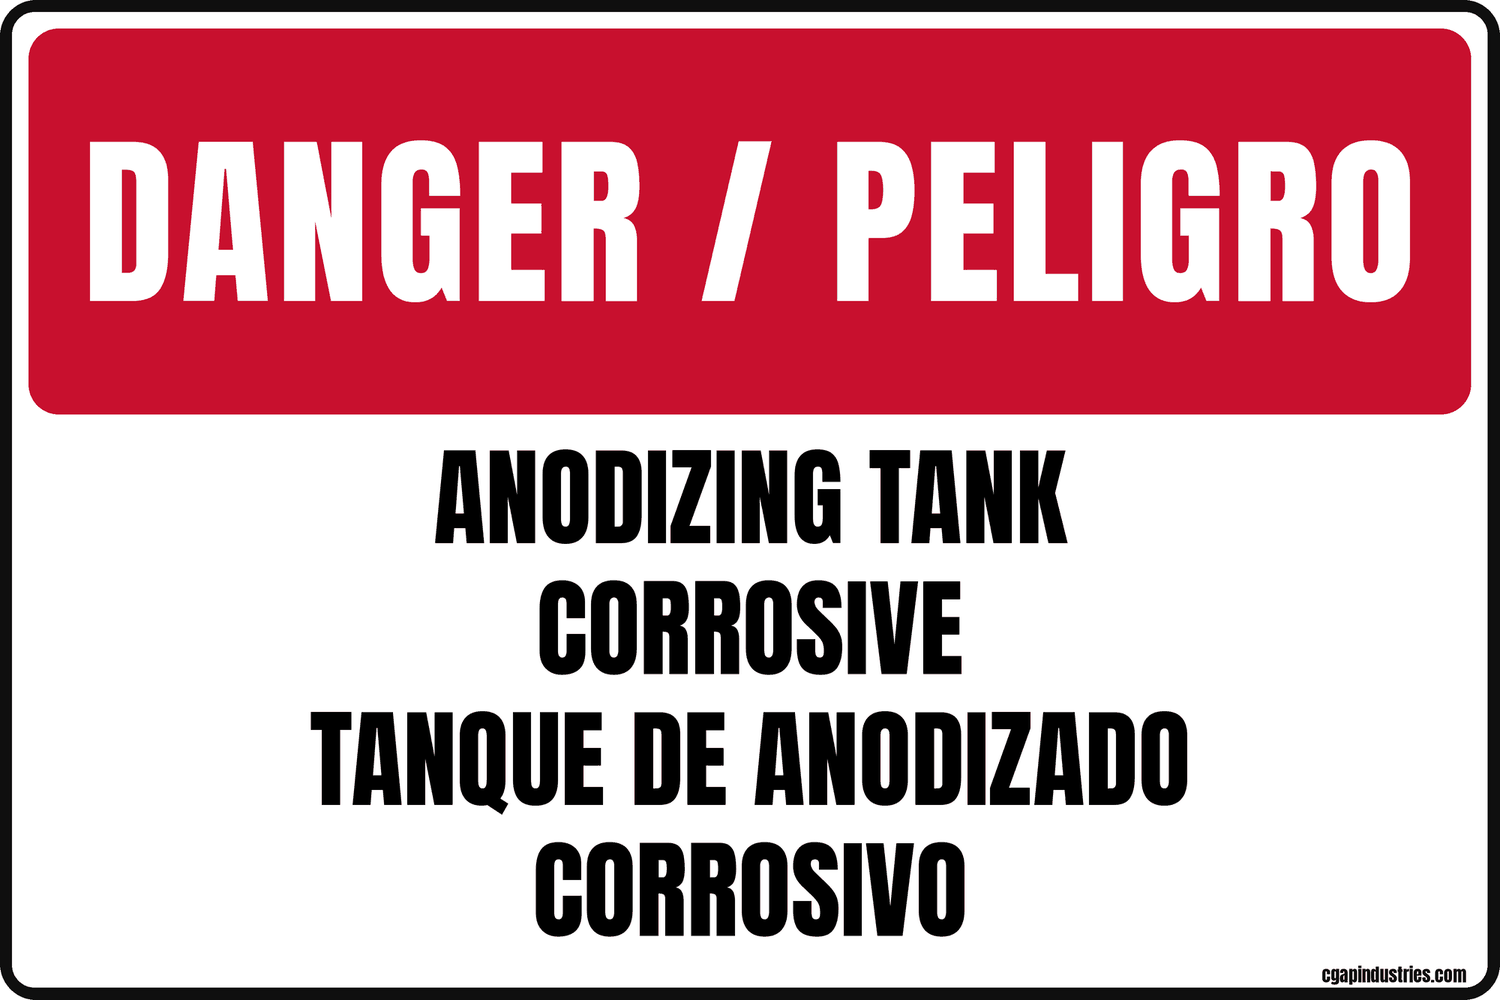 DANGER / PELIGRO
ANODIZING TANK
CORROSIVE
TANQUE DE ANODIZADO
CORROSIVO
cgapindustries.com